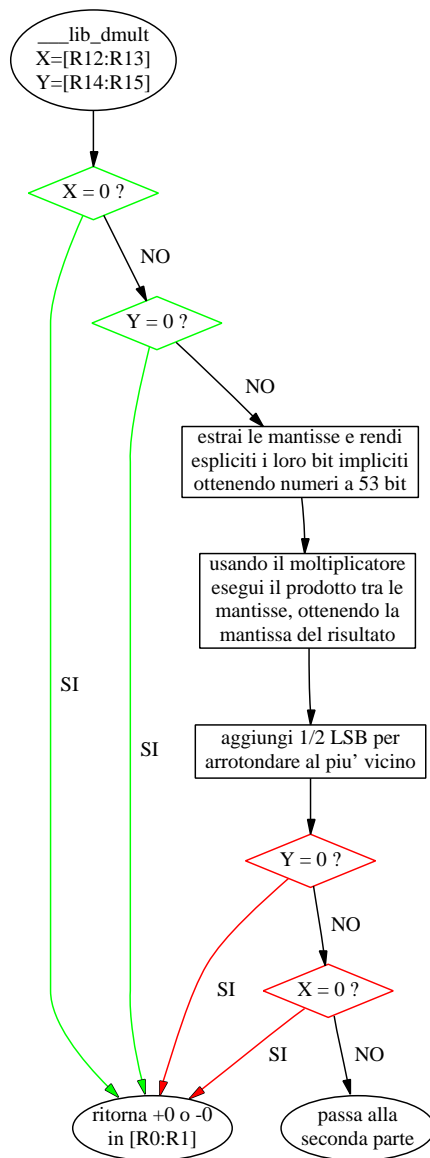 ___lib_dmult
X=[R12:R13]
Y=[R14:R15]
X = 0 ?
NO
Y = 0 ?
NO
estrai le mantisse e rendi
espliciti i loro bit impliciti
ottenendo numeri a 53 bit
usando il moltiplicatore
esegui il prodotto tra le
mantisse, ottenendo la
mantissa del risultato
SI
SI
aggiungi 1/2 LSB per
arrotondare al piu’ vicino
Y = 0 ?
NO
SI
X = 0 ?
SI
NO
ritorna +0 o -0
in [R0:R1]
passa alla
seconda parte